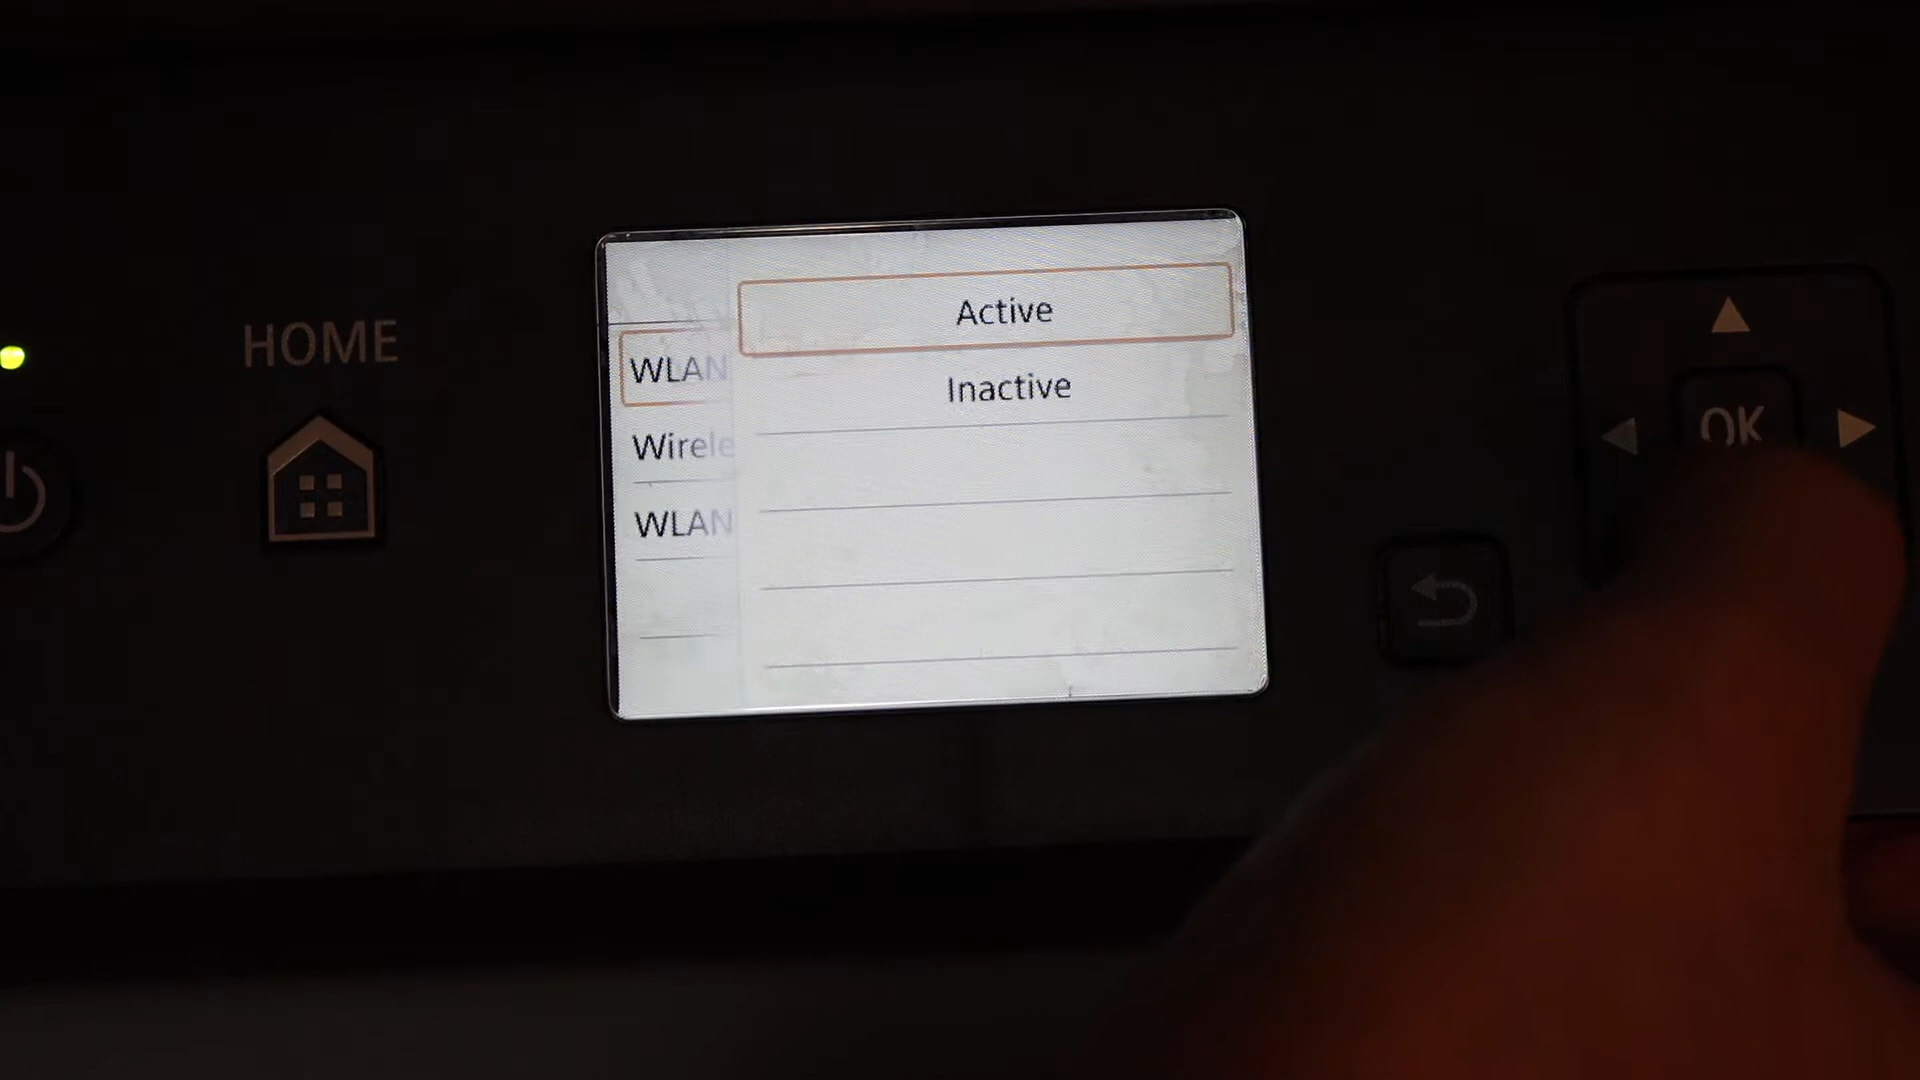 HOME
WLAN
Wirele
WLAN
Active
Inactive
OK